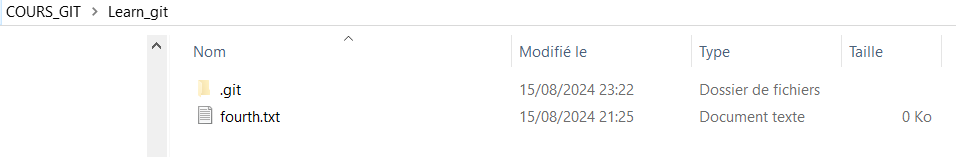 COURS_GIT > Learn_git
Nom Modifié le Type Taille
.git 15/08/2024 23:22 Dossier de fichiers
fourth.txt 15/08/2024 21:25 Document texte 0 Ko